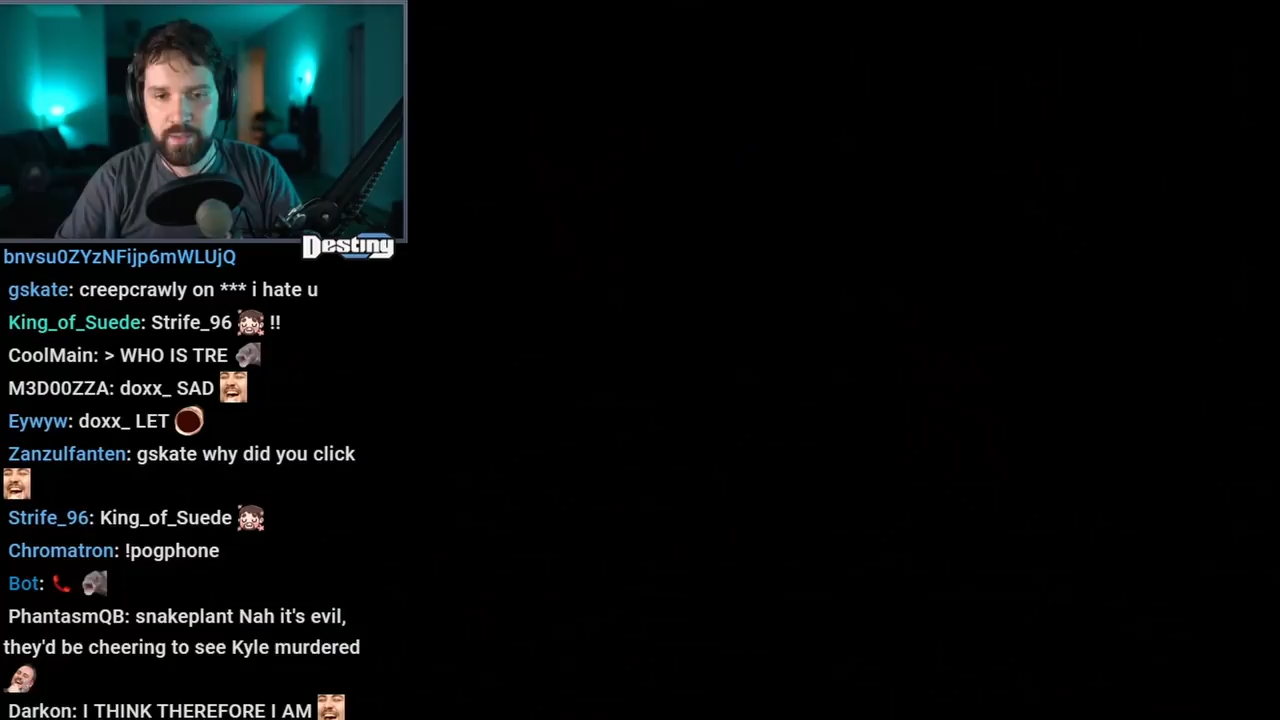 Destiny
bnvsu0ZYzNFijp6mWLUjQ
gskate: creepcrawly on *** i hate u
King_of_Suede: Strife_96 !!
CoolMain: > WHO IS TRE
M3D00ZZA: doxx_ SAD
Eywyw: doxx_ LET
Zanzulfanten: gskate why did you click
Strife_96: King_of_Suede
Chromatron: !pogphone
Bot:
PhantasmQB: snakeplant Nah it's evil,
they'd be cheering to see Kyle murdered
Darkon: I THINK THEREFORE I AM